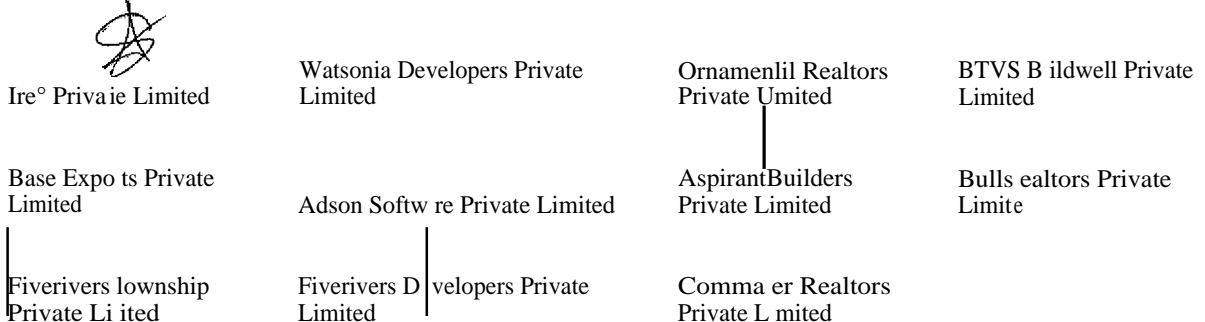 Ire° Privaie Limited
Watsonia Developers Private
Limited
Ornamenlil Realtors
Private Umited
BTVS B ildwell Private
Limited
Base Expo ts Private
Limited
Adson Softw re Private Limited
AspirantBuilders
Private Limited
Bulls ealtors Private
Limite
Fiverivers lownship
Private Li ited
Fiverivers D velopers Private
Limited
Comma er Realtors
Private L mited